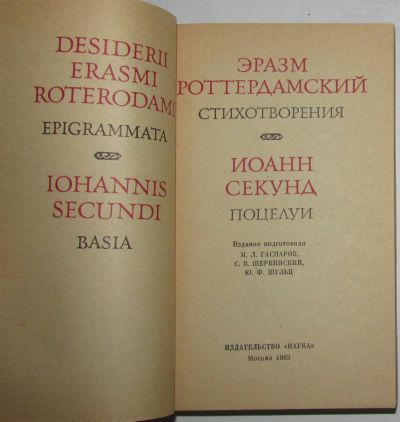 DESIDERII
ERASMI
ROTERODAMI
EPIGRAMMATA
IOHANNIS
SECUNDI
BASIA
ЭРАЗМ
РОТТЕРДАМСКИЙ
СТИХОТВОРЕНИЯ
ИОАНН
СЕКУНД
ПОЦЕЛУИ
Издание подготовили
М. Л. ГАСПАРОВ,
С. В. ШЕРВИНСКИЙ,
Ю. Ф. ШУЛЬЦ
ИЗДАТЕЛЬСТВО «НАУКА»
Москва 1983